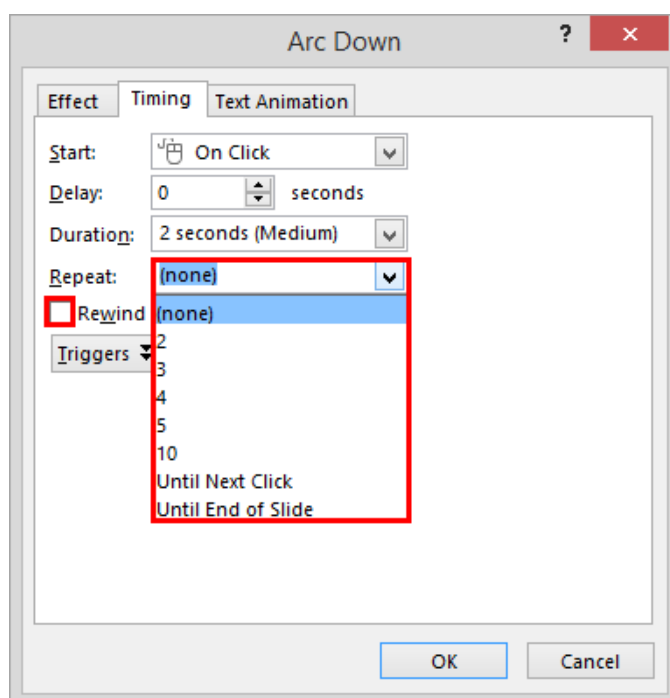 Arc Down ? ×
Effect Timing Text Animation
Start: On Click
Delay: 0 seconds
Duration: 2 seconds (Medium)
Repeat: (none)
Rewind (none)
Triggers 2
3
4
5
10
Until Next Click
Until End of Slide
OK Cancel